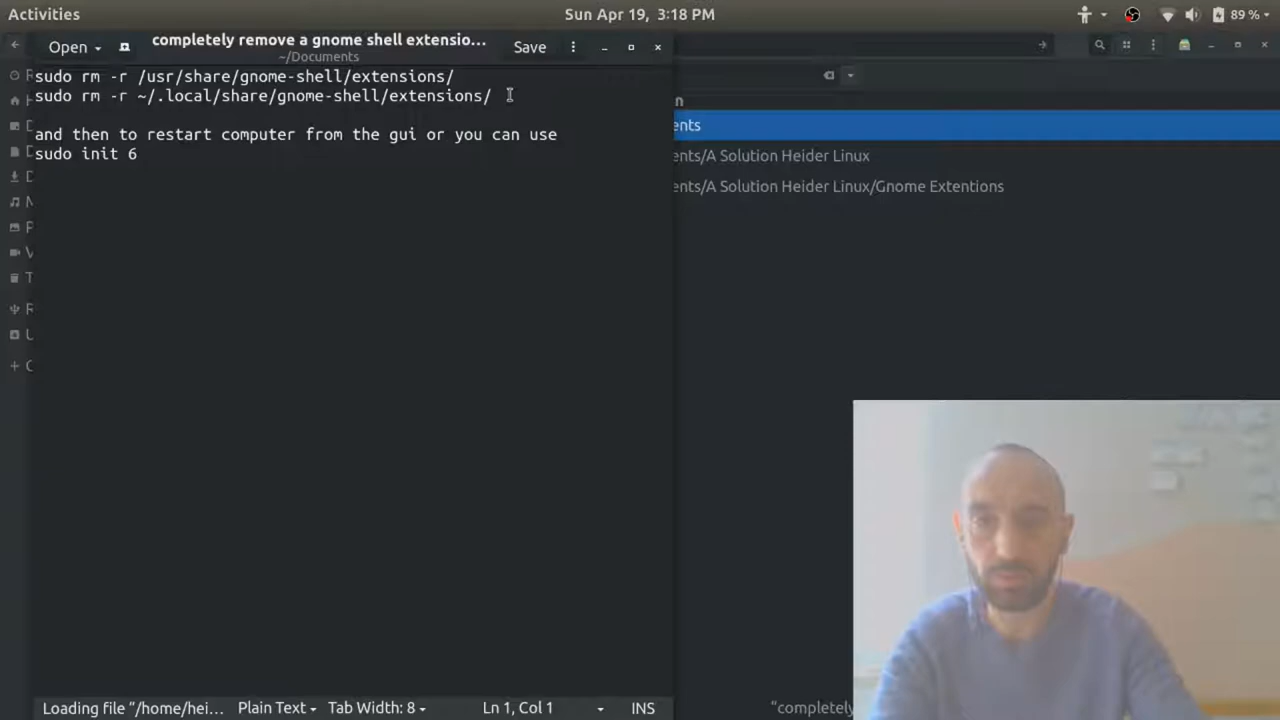 Activities
Sun Apr 19, 3:18 PM
89 %
Open
completely remove a gnome shell extensio...
~/Documents
Save
sudo rm -r /usr/share/gnome-shell/extensions/
sudo rm -r ~/.local/share/gnome-shell/extensions/
and then to restart computer from the gui or you can use
sudo init 6
ents
ents/A Solution Heider Linux
ents/A Solution Heider Linux/Gnome Extentions
Loading file "/home/hei...
Plain Text
Tab Width: 8
Ln 1, Col 1
INS
"completely